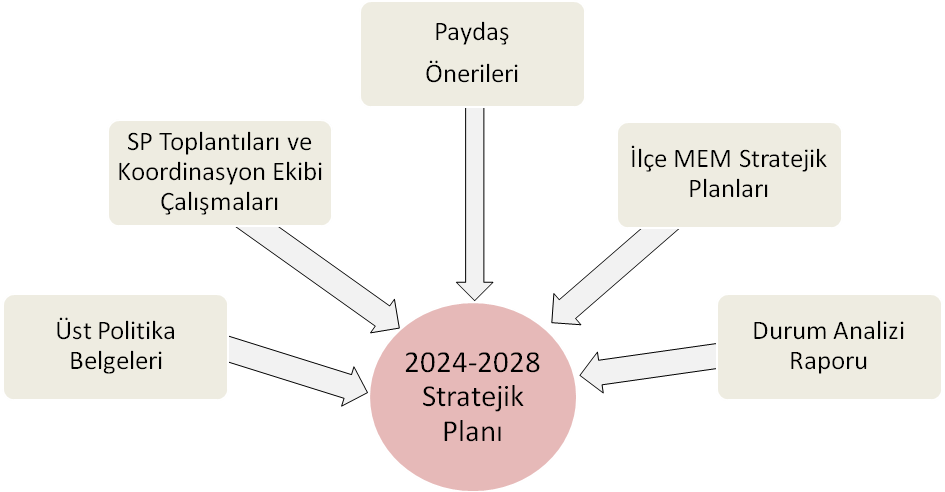 Paydaş
Önerileri
SP Toplantıları ve
Koordinasyon Ekibi
Çalışmaları
İlçe MEM Stratejik
Planları
Üst Politika
Belgeleri
Durum Analizi
Raporu
2024-2028
Stratejik
Planı